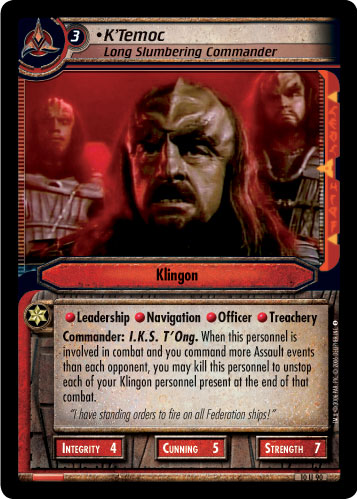 3
•K'Temoc
Long Slumbering Commander
Klingon
Leadership Navigation Officer Treachery
Commander: I.K.S. T'Ong. When this personnel is
involved in combat and you command more Assault events
than each opponent, you may kill this personnel to unstop
each of your Klingon personnel present at the end of that
combat.
"I have standing orders to fire on all Federation ships!"
INTEGRITY 4 CUNNING 5 STRENGTH 7
10 U 90